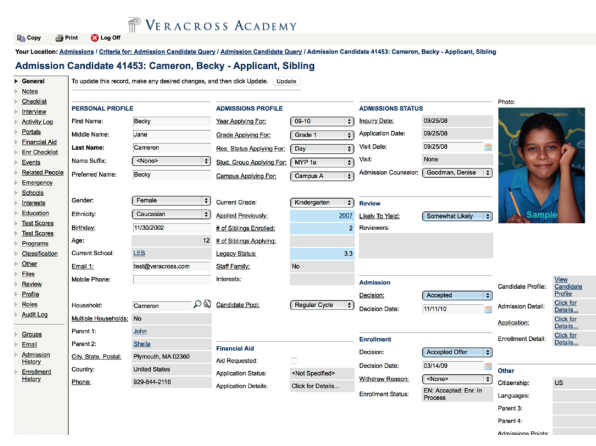 VERACROSS ACADEMY
Copy Print Log Off
Your Location: Admissions / Criteria for: Admission Candidate Query / Admission Candidate Query / Admission Candidate 41453: Cameron, Becky - Applicant, Sibling
Admission Candidate 41453: Cameron, Becky - Applicant, Sibling
General
Notes
Checklist
Interview
Activity Log
Portals
Financial Aid
Enr Checklist
Events
Related People
Emergency
Schools
Interests
Education
Test Scores
Test Scores
Programs
Classification
Other
Files
Review
Profile
Roles
Audit Log
Groups
Email
Admission
History
Enrollment
History
To update this record, make any desired changes, and then click Update. Update
PERSONAL PROFILE
First Name: Becky
Middle Name: Jane
Last Name: Cameron
Name Suffix: <None>
Preferred Name: Becky
Gender: Female
Ethnicity: Caucasian
Birthday: 11/30/2002
Age: 12
Current School: LES
Email 1: test@veracross.com
Mobile Phone:
Household: Cameron
Multiple Households: No
Parent 1: John
Parent 2: Sheila
City, State, Postal: Plymouth, MA 02360
Country: United States
Phone: 929-844-2116
ADMISSIONS PROFILE
Year Applying For: 09-10
Grade Applying For: Grade 1
Res. Status Applying For: Day
Stud. Group Applying For: MYP 1a
Campus Applying For: Campus A
Current Grade: Kindergarten
Applied Previously: 2007
# of Siblings Enrolled: 2
# of Siblings Applying:
Legacy Status: 3.3
Staff Family: No
Interests:
Candidate Pool: Regular Cycle
Financial Aid
Aid Requested:
Application Status: <Not Specified>
Application Details: Click for Details...
ADMISSIONS STATUS
Inquiry Date: 09/25/08
Application Date: 09/25/08
Visit Date: 09/25/08
Visit: None
Admission Counselor: Goodman, Denise
Review
Likely To Yield: Somewhat Likely
Reviewers:
Admission
Decision: Accepted
Decision Date: 11/11/10
Enrollment
Decision: Accepted Offer
Decision Date: 03/14/09
Withdraw Reason: <None>
Enrollment Status: EN: Accepted: Enr. In
Process
Photo:
Sample
Candidate Profile: View
Candidate
Profile
Admission Detail: Click for
Details...
Application: Click for
Details...
Enrollment Detail: Click for
Details...
Other
Citizenship: US
Languages:
Parent 3:
Parent 4:
Admissions Points: